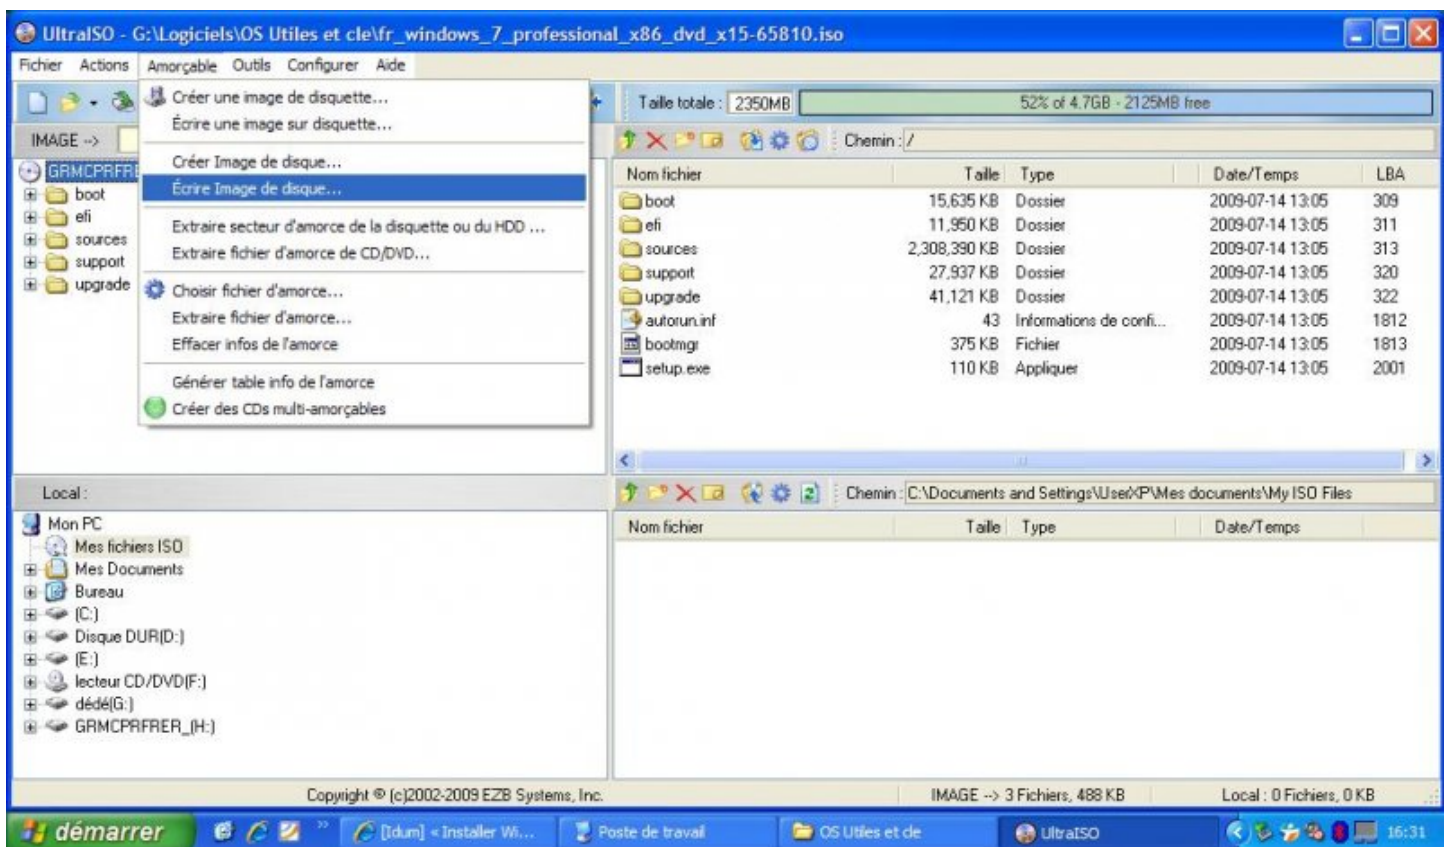 UltraISO - G:\Logiciels\OS Utiles et cle\fr_windows_7_professional_x86_dvd_x15-65810.iso
Fichier Actions Amorçable Outils Configurer Aide
Taille totale : 2350MB 52% of 4.7GB - 2125MB free
IMAGE --> Chemin : /
Créer une image de disquette...
Écrire une image sur disquette...
Créer Image de disque...
Écrire Image de disque...
Extraire secteur d'amorce de la disquette ou du HDD ...
Extraire fichier d'amorce de CD/DVD...
Choisir fichier d'amorce...
Extraire fichier d'amorce...
Effacer infos de l'amorce
Générer table info de l'amorce
Créer des CDs multi-amorçables
GRMCPRFRE
boot
efi
sources
support
upgrade
Nom fichier Taille Type Date/Temps LBA
boot 15,635 KB Dossier 2009-07-14 13:05 309
efi 11,950 KB Dossier 2009-07-14 13:05 311
sources 2,308,390 KB Dossier 2009-07-14 13:05 313
support 27,937 KB Dossier 2009-07-14 13:05 320
upgrade 41,121 KB Dossier 2009-07-14 13:05 322
autorun.inf 43 Informations de confi... 2009-07-14 13:05 1812
bootmgr 375 KB Fichier 2009-07-14 13:05 1813
setup.exe 110 KB Appliquer 2009-07-14 13:05 2001
Local : Chemin : C:\Documents and Settings\UserXP\Mes documents\My ISO Files
Mon PC
Mes fichiers ISO
Mes Documents
Bureau
(C:)
Disque DUR(D:)
(E:)
lecteur CD/DVD(F:)
dédé(G:)
GRMCPRFRER_(H:)
Nom fichier Taille Type Date/Temps
Copyright © (c)2002-2009 EZB Systems, Inc. IMAGE --> 3 Fichiers, 488 KB Local : 0 Fichiers, 0 KB
démarrer [Idum] « Installer Wi... Poste de travail OS Utiles et cle UltraISO 16:31